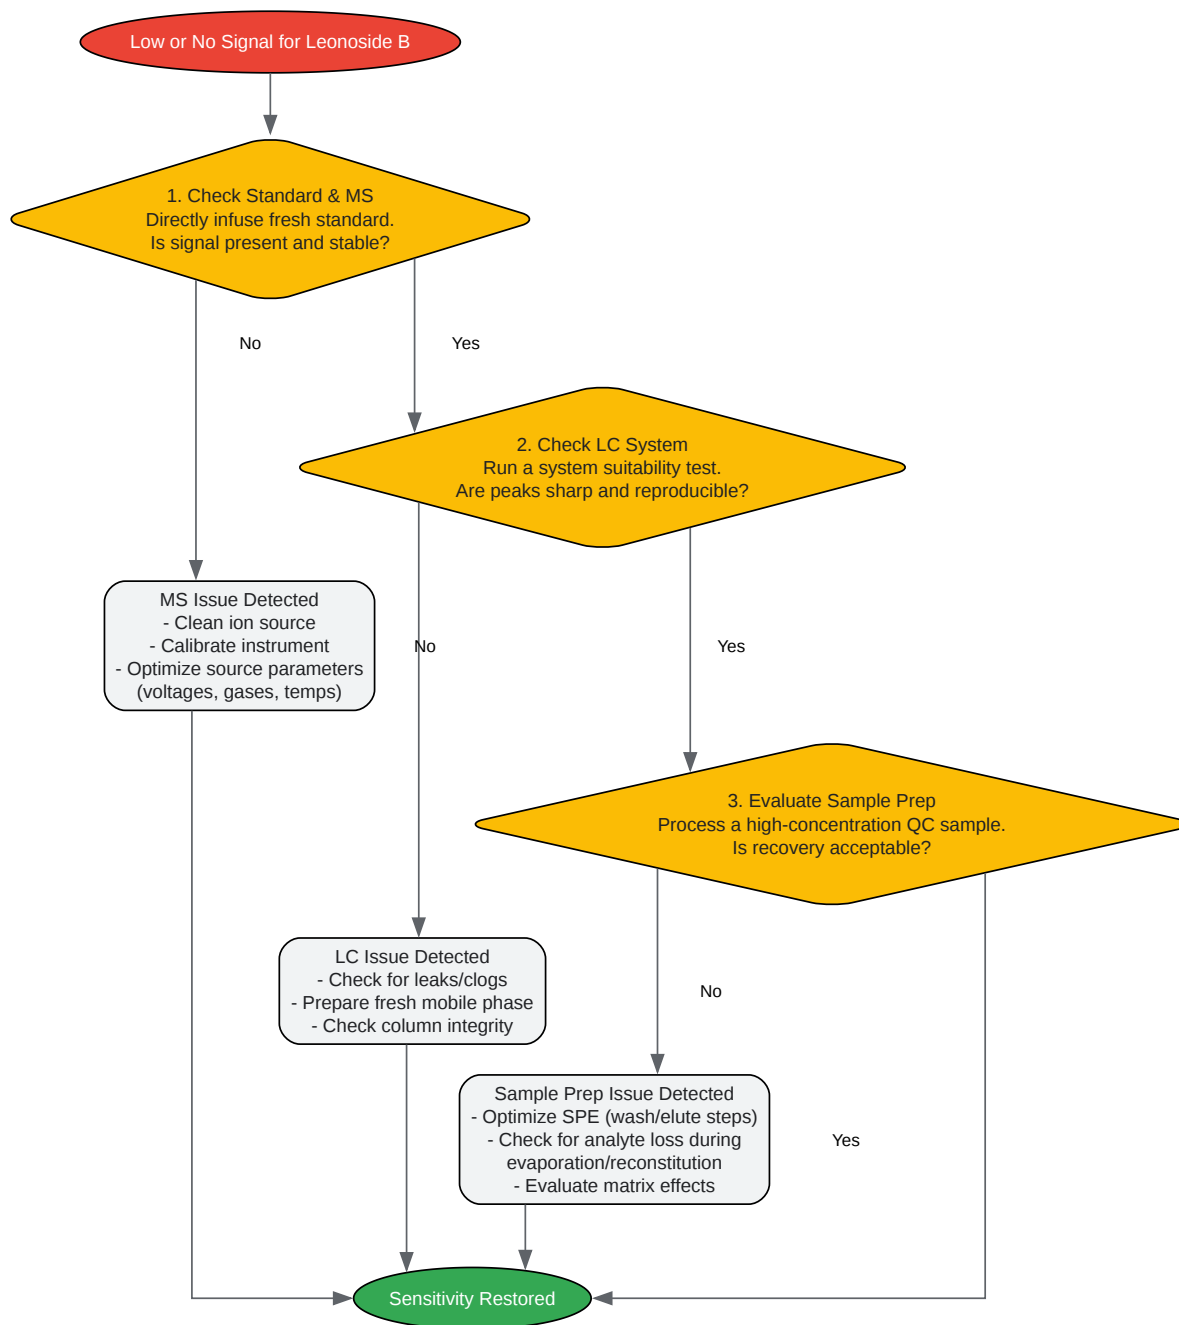 Low or No Signal for Leonoside B
1. Check Standard & MS
Directly infuse fresh standard.
Is signal present and stable?
No
Yes
2. Check LC System
Run a system suitability test.
Are peaks sharp and reproducible?
MS Issue Detected
- Clean ion source
- Calibrate instrument
- Optimize source parameters
(voltages, gases, temps)
No
Yes
3. Evaluate Sample Prep
Process a high-concentration QC sample.
Is recovery acceptable?
LC Issue Detected
- Check for leaks/clogs
- Prepare fresh mobile phase
- Check column integrity
No
Sample Prep Issue Detected
- Optimize SPE (wash/elute steps)
- Check for analyte loss during
evaporation/reconstitution
- Evaluate matrix effects
Yes
Sensitivity Restored